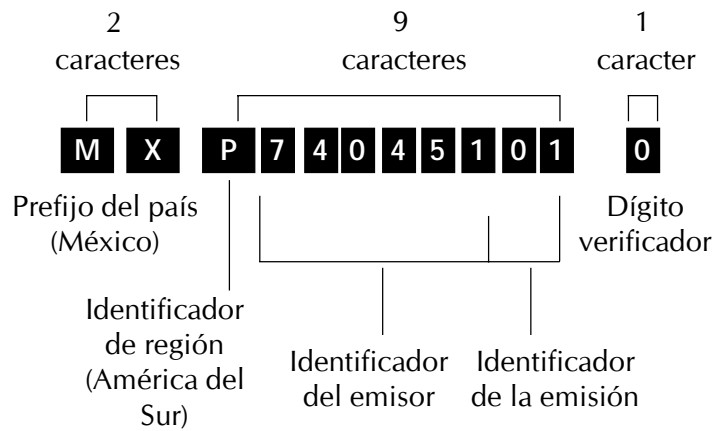 2
caracteres
9
caracteres
1
caracter
M X P 7 4 0 4 5 1 0 1 0
Prefijo del país
(México)
Dígito
verificador
Identificador
de región
(América del
Sur)
Identificador
del emisor
Identificador
de la emisión